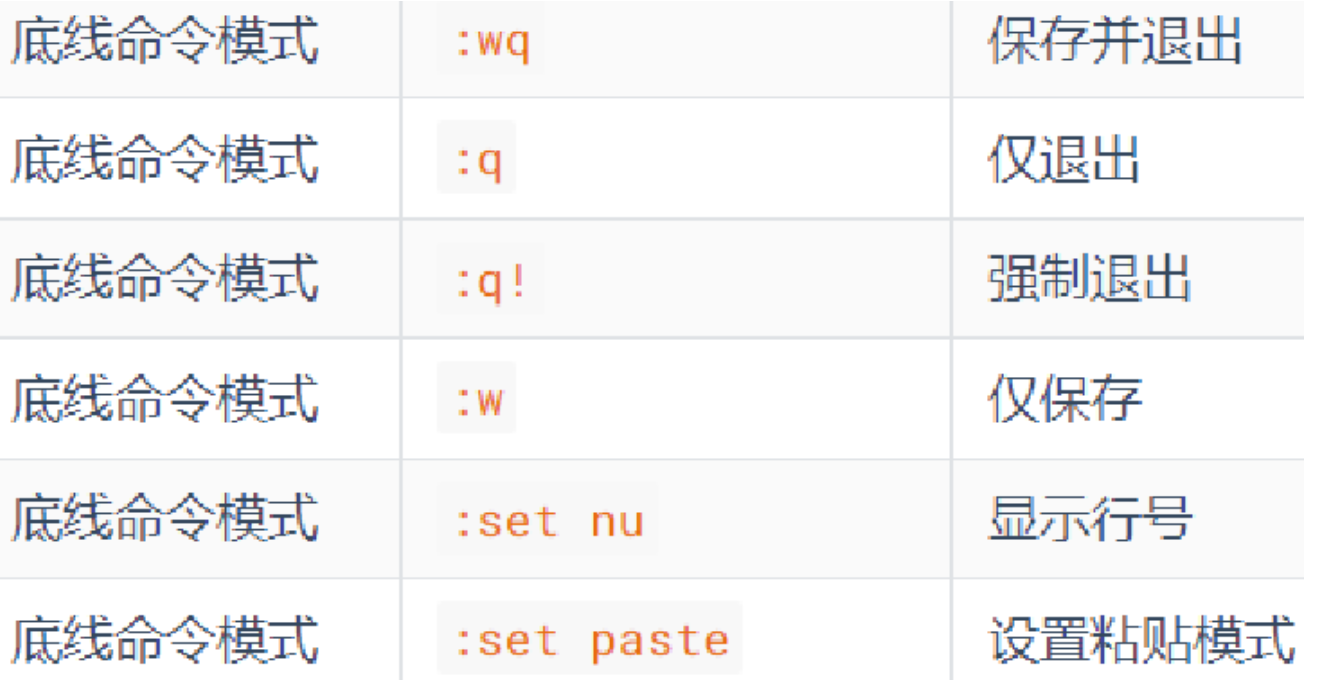 底线命令模式 :wq 保存并退出
底线命令模式 :q 仅退出
底线命令模式 :q! 强制退出
底线命令模式 :w 仅保存
底线命令模式 :set nu 显示行号
底线命令模式 :set paste 设置粘贴模式